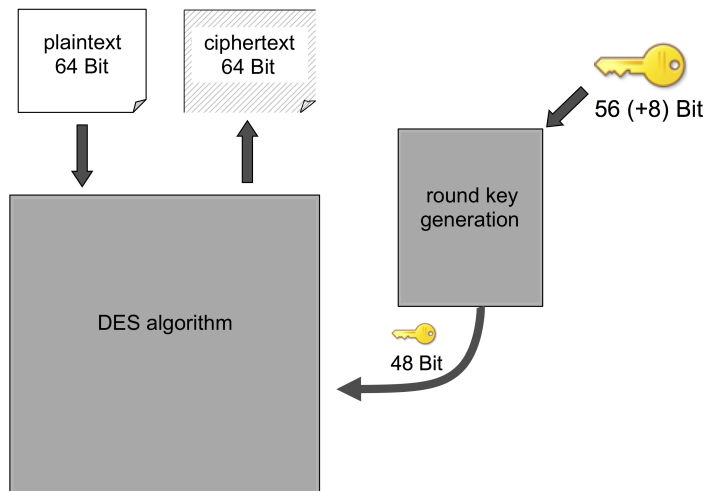 plaintext
64 Bit
ciphertext
64 Bit
56 (+8) Bit
round key
generation
DES algorithm
48 Bit